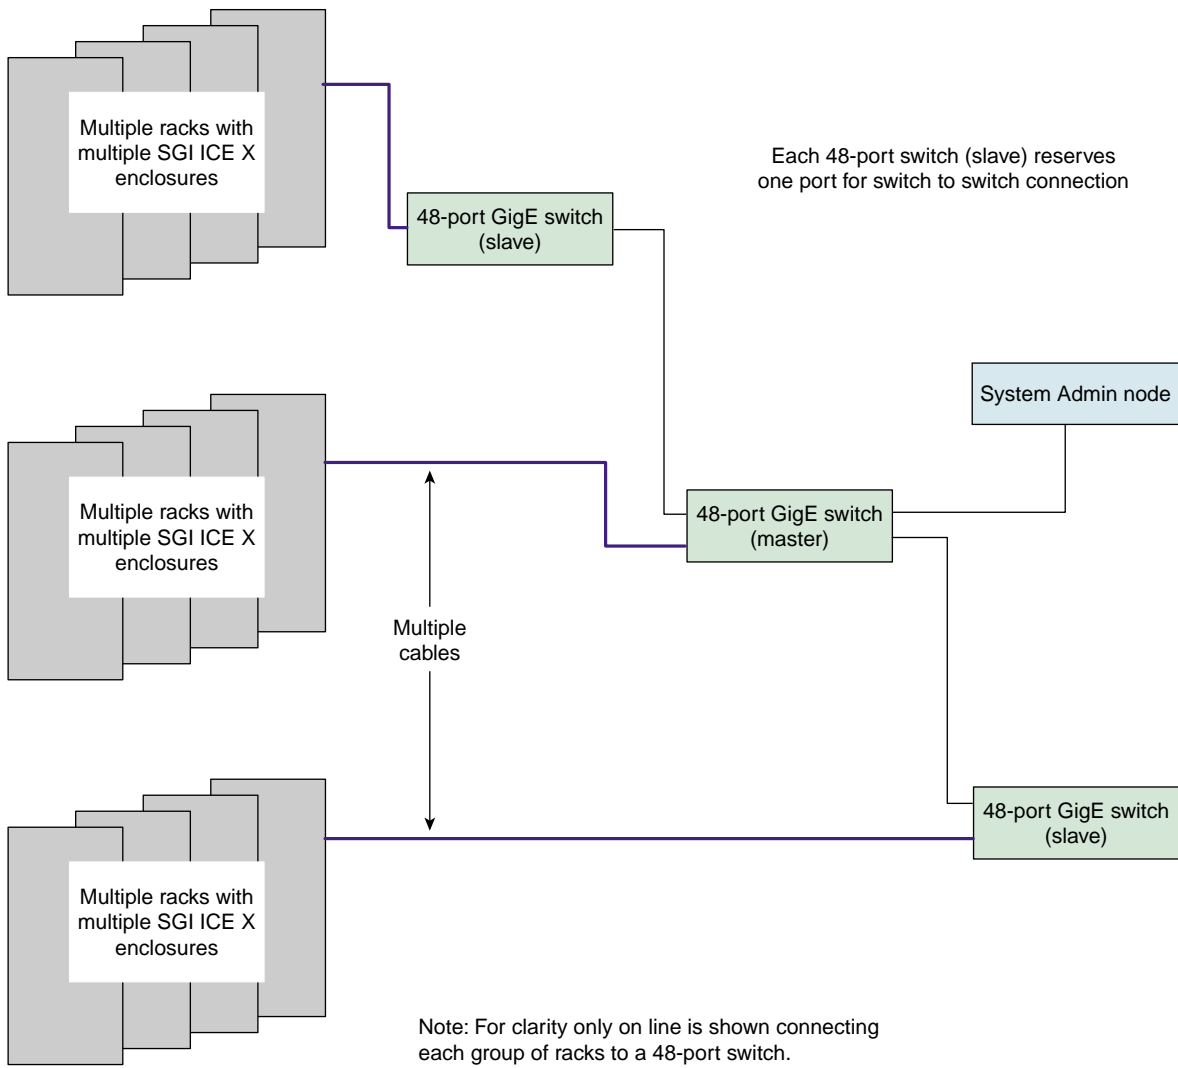 Multiple racks with
multiple SGI ICE X
enclosures
Each 48-port switch (slave) reserves
one port for switch to switch connection
48-port GigE switch
(slave)
System Admin node
Multiple racks with
multiple SGI ICE X
enclosures
48-port GigE switch
(master)
Multiple
cables
48-port GigE switch
(slave)
Multiple racks with
multiple SGI ICE X
enclosures
Note: For clarity only on line is shown connecting
each group of racks to a 48-port switch.